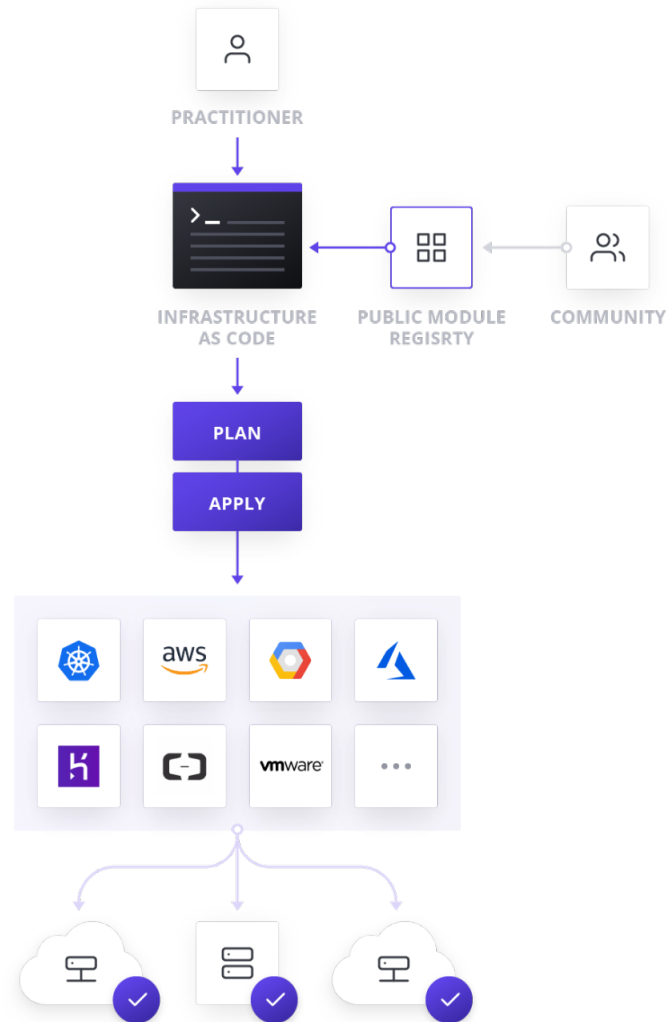 PRACTITIONER
INFRASTRUCTURE
AS CODE
PUBLIC MODULE
REGISRTY
COMMUNITY
PLAN
APPLY
aws
vmware